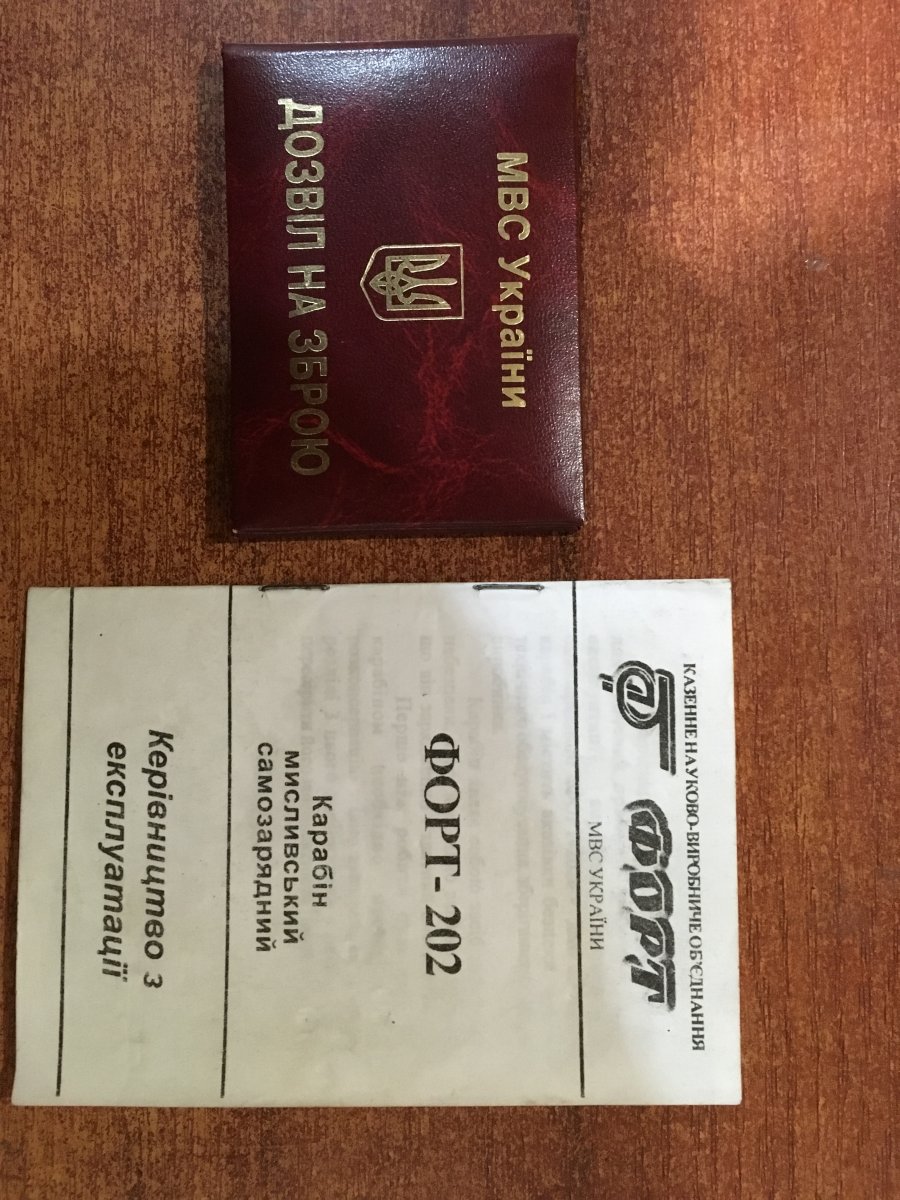 МВС України
ДОЗВІЛ НА ЗБРОЮ
КАЗЕННЕ НАУКОВО-ВИРОБНИЧЕ ОБ'ЄДНАННЯ
ФОРТ
МВС УКРАЇНИ
ФОРТ- 202
Карабін
мисливський
самозарядний
Керівництво з
експлуатації